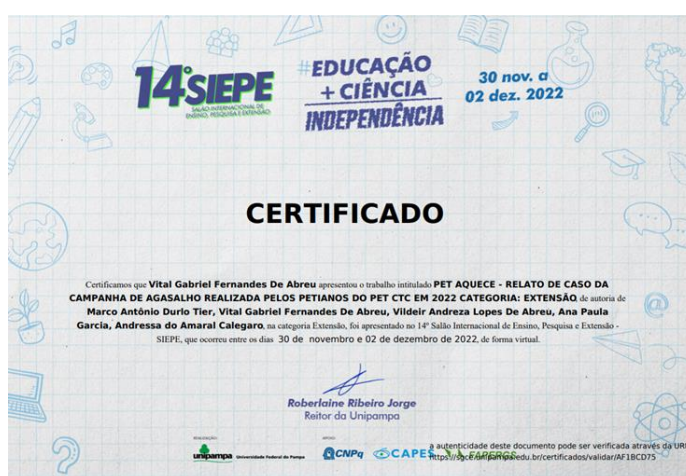 14º SIEPE
SALÃO INTERNACIONAL DE
ENSINO, PESQUISA E EXTENSÃO
#EDUCAÇÃO
+ CIÊNCIA
INDEPENDÊNCIA
30 nov. a
02 dez. 2022
CERTIFICADO
Certificamos que Vital Gabriel Fernandes De Abreu apresentou o trabalho intitulado PET AQUECE - RELATO DE CASO DA
CAMPANHA DE AGASALHO REALIZADA PELOS PETIANOS DO PET CTC EM 2022 CATEGORIA: EXTENSÃO, de autoria de
Marco Antônio Durlo Tier, Vital Gabriel Fernandes De Abreu, Vildeir Andreza Lopes De Abreu, Ana Paula
Garcia, Andressa do Amaral Calegaro, na categoria Extensão, foi apresentado no 14º Salão Internacional de Ensino, Pesquisa e Extensão -
SIEPE, que ocorreu entre os dias 30 de novembro e 02 de dezembro de 2022, de forma virtual.
Roberlaine Ribeiro Jorge
Reitor da Unipampa
REALIZAÇÃO:
unipampa Universidade Federal do Pampa
APOIO:
CNPq
CAPES
FAPERGS
a autenticidade deste documento pode ser verificada através da URL
https://sgce.unipampa.edu.br/certificados/validar/AF1BCD75